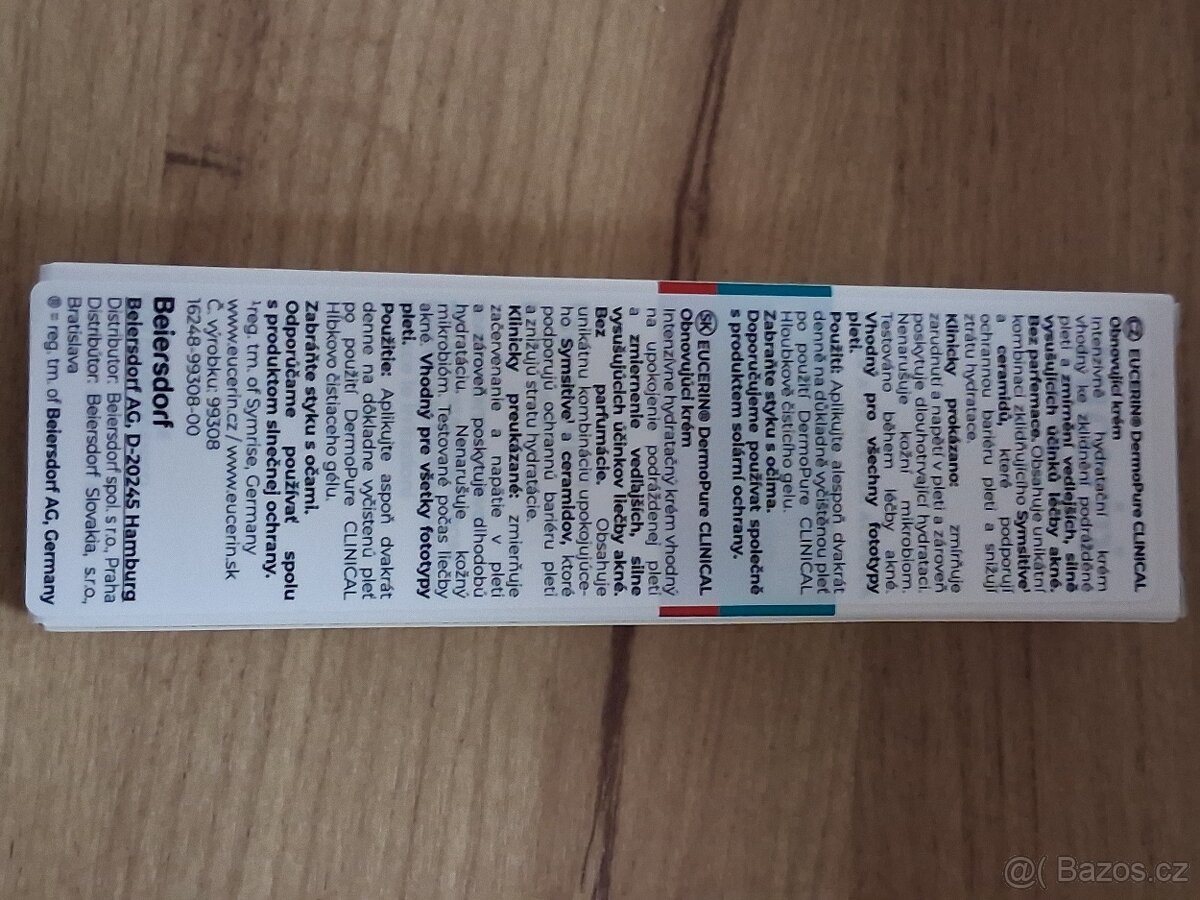 CZ EUCERIN® DermoPure CLINICAL
Obnovující krém
Intenzivně hydratační krém
vhodný ke zklidnění podrážděné
pleti a zmírnění vedlejších, silně
vysušujících účinků léčby akné.
Bez parfemace. Obsahuje unikátní
kombinaci zklidňujícího Symsitive¹
a ceramidů, které podporují
ochrannou bariéru pleti a snižují
ztrátu hydratace.
Klinicky prokázáno: zmírňuje
zarudnutí a napětí v pleti a zároveň
poskytuje dlouhotrvající hydrataci.
Nenarušuje kožní mikrobiom.
Testováno během léčby akné.
Vhodný pro všechny fototypy
pleti.
Použití: Aplikujte alespoň dvakrát
denně na důkladně vyčištěnou pleť
po použití DermoPure CLINICAL
Hloubkově čisticího gelu.
Zabraňte styku s očima.
Doporučujeme používat společně
s produktem solární ochrany.
SK EUCERIN® DermoPure CLINICAL
Obnovujúci krém
Intenzívne hydratačný krém vhodný
na upokojenie podráždenej pleti
a zmiernenie vedľajších, silne
vysušujúcich účinkov liečby akné.
Bez parfumácie. Obsahuje
unikátnu kombináciu upokojujúce-
ho Symsitive¹ a ceramidov, ktoré
podporujú ochrannú bariéru pleti
a znižujú stratu hydratácie.
Klinicky preukázané: zmierňuje
začervenanie a napätie v pleti
a zároveň poskytuje dlhodobú
hydratáciu. Nenarušuje kožný
mikrobióm. Testované počas liečby
akné. Vhodný pre všetky fototypy
pleti.
Použitie: Aplikujte aspoň dvakrát
denne na dôkladne vyčistenú pleť
po použití DermoPure CLINICAL
Hĺbkovo čistiaceho gélu.
Zabráňte styku s očami.
Odporúčame používať spolu
s produktom slnečnej ochrany.
¹reg. tm. of Symrise, Germany
www.eucerin.cz / www.eucerin.sk
Č. výrobku: 99308
16248-99308-00
Beiersdorf
Beiersdorf AG, D-20245 Hamburg
Distributor: Beiersdorf spol. s r.o., Praha
Distribútor: Beiersdorf Slovakia, s.r.o.,
Bratislava
® = reg. tm. of Beiersdorf AG, Germany
@( Bazos.cz